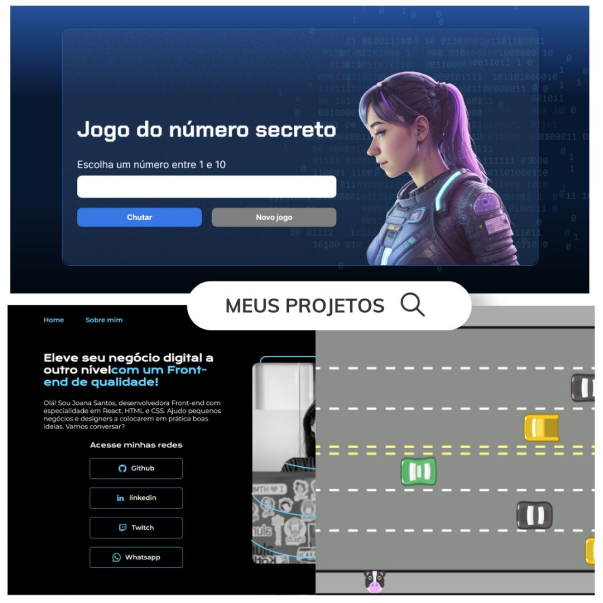 Jogo do número secreto
Escolha um número entre 1 e 10
Chutar
Novo jogo
MEUS PROJETOS
Home
Sobre mim
Eleve seu negócio digital a
outro nívelcom um Front-
end de qualidade!
Olá! Sou Joana Santos, desenvolvedora Front-end com
especialidade em React, HTML e CSS. Ajudo pequenos
negócios e designers a colocarem em prática boas
ideias. Vamos conversar?
Acesse minhas redes
Github
linkedin
Twitch
Whatsapp